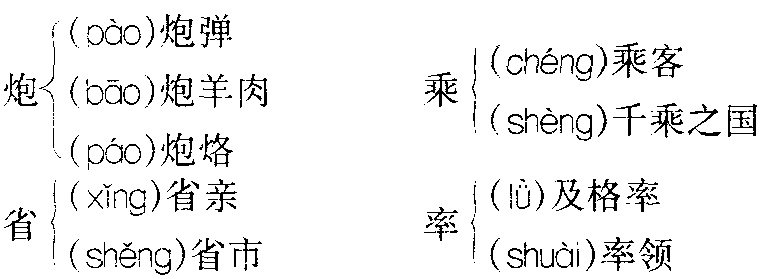 炮
(pào)炮弹
(bāo)炮羊肉
(páo)炮烙
乘
(chéng)乘客
(shèng)千乘之国
省
(xǐng)省亲
(shěng)省市
率
(lǜ)及格率
(shuài)率领